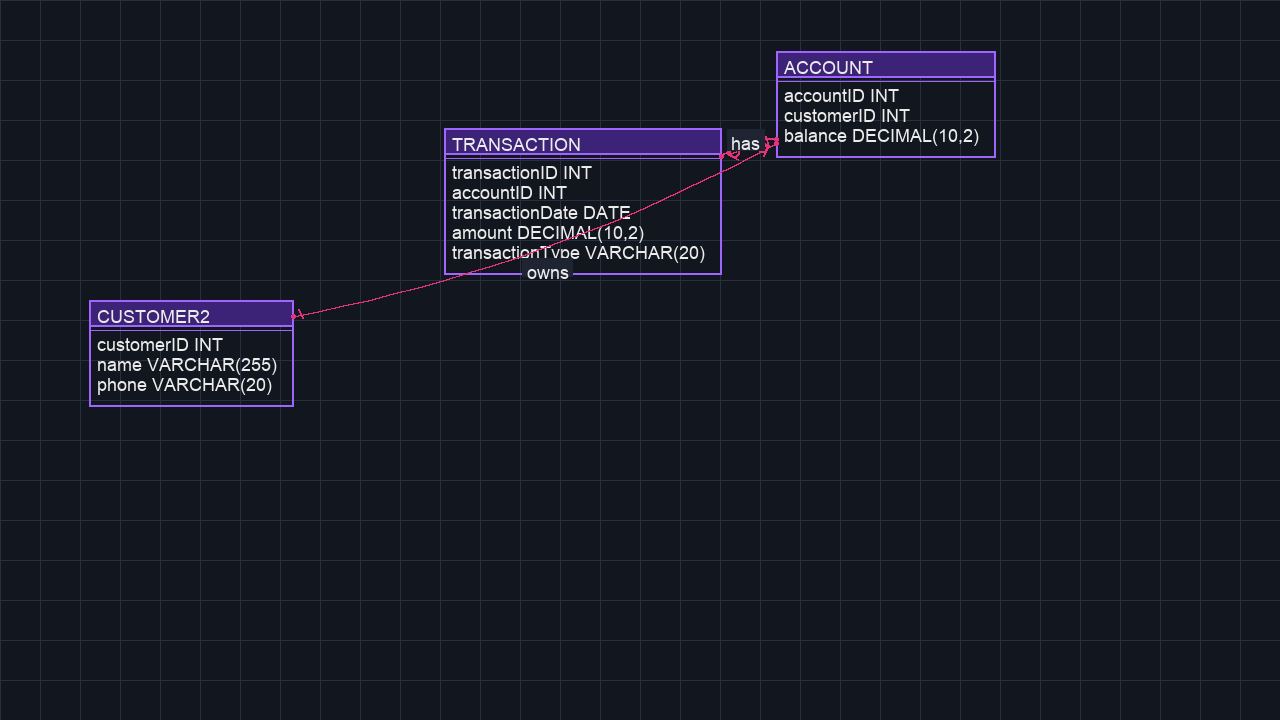 ACCOUNT
accountID INT
customerID INT
balance DECIMAL(10,2)
has
TRANSACTION
transactionID INT
accountID INT
transactionDate DATE
amount DECIMAL(10,2)
transactionType VARCHAR(20)
owns
CUSTOMER2
customerID INT
name VARCHAR(255)
phone VARCHAR(20)